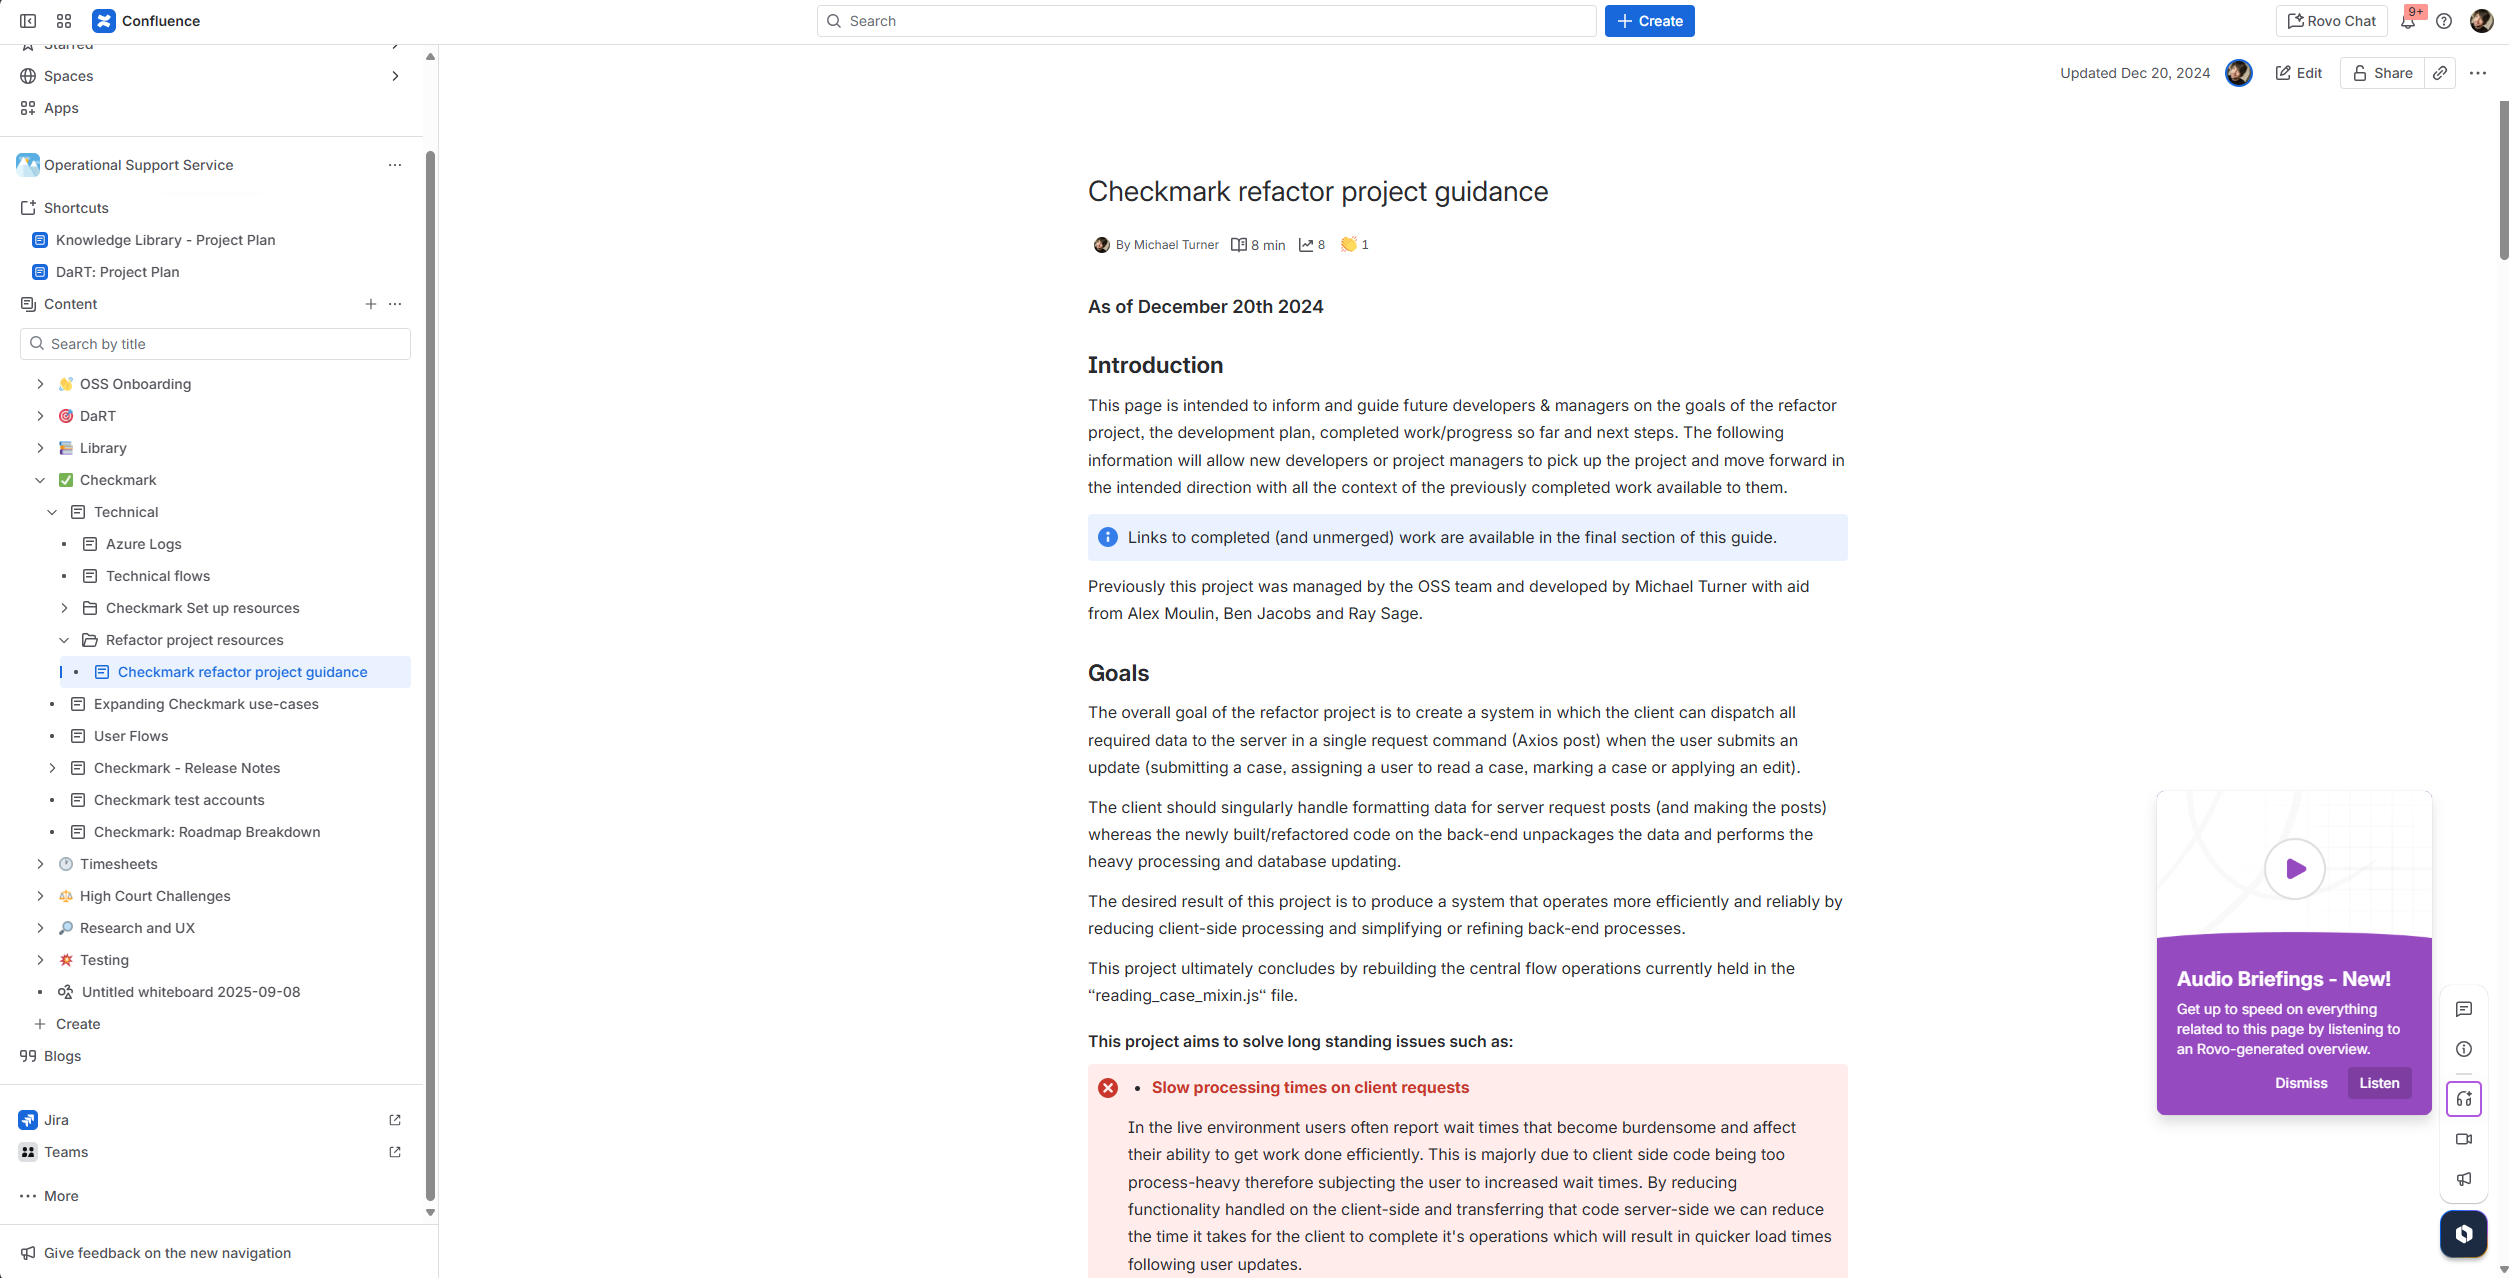 Confluence
Search
Create
Rovo Chat
9+
Starred
Spaces
Apps
Operational Support Service
Shortcuts
Knowledge Library - Project Plan
DaRT: Project Plan
Content
Search by title
OSS Onboarding
DaRT
Library
Checkmark
Technical
Azure Logs
Technical flows
Checkmark Set up resources
Refactor project resources
Checkmark refactor project guidance
Expanding Checkmark use-cases
User Flows
Checkmark - Release Notes
Checkmark test accounts
Checkmark: Roadmap Breakdown
Timesheets
High Court Challenges
Research and UX
Testing
Untitled whiteboard 2025-09-08
Create
Blogs
Jira
Teams
More
Give feedback on the new navigation
Updated Dec 20, 2024
Edit
Share
Checkmark refactor project guidance
By Michael Turner 8 min 8 1
As of December 20th 2024
Introduction
This page is intended to inform and guide future developers & managers on the goals of the refactor
project, the development plan, completed work/progress so far and next steps. The following
information will allow new developers or project managers to pick up the project and move forward in
the intended direction with all the context of the previously completed work available to them.
Links to completed (and unmerged) work are available in the final section of this guide.
Previously this project was managed by the OSS team and developed by Michael Turner with aid
from Alex Moulin, Ben Jacobs and Ray Sage.
Goals
The overall goal of the refactor project is to create a system in which the client can dispatch all
required data to the server in a single request command (Axios post) when the user submits an
update (submitting a case, assigning a user to read a case, marking a case or applying an edit).
The client should singularly handle formatting data for server request posts (and making the posts)
whereas the newly built/refactored code on the back-end unpackages the data and performs the
heavy processing and database updating.
The desired result of this project is to produce a system that operates more efficiently and reliably by
reducing client-side processing and simplifying or refining back-end processes.
This project ultimately concludes by rebuilding the central flow operations currently held in the
“reading_case_mixin.js“ file.
This project aims to solve long standing issues such as:
• Slow processing times on client requests
In the live environment users often report wait times that become burdensome and affect
their ability to get work done efficiently. This is majorly due to client side code being too
process-heavy therefore subjecting the user to increased wait times. By reducing
functionality handled on the client-side and transferring that code server-side we can reduce
the time it takes for the client to complete it's operations which will result in quicker load times
following user updates.
Audio Briefings - New!
Get up to speed on everything
related to this page by listening to
an Rovo-generated overview.
Dismiss
Listen